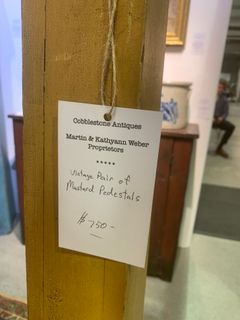 Cobblestone Antiques
Martin & Kathyann Weber
Proprietors
*****
Vintage Pair of
Mustard Pedestals
$750-